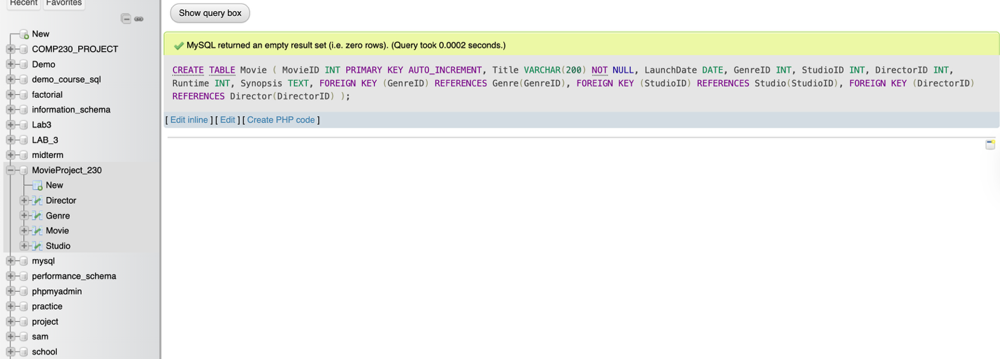 Recent Favorites
New
COMP230_PROJECT
Demo
demo_course_sql
factorial
information_schema
Lab3
LAB_3
midterm
MovieProject_230
New
Director
Genre
Movie
Studio
mysql
performance_schema
phpmyadmin
practice
project
sam
school
Show query box
MySQL returned an empty result set (i.e. zero rows). (Query took 0.0002 seconds.)
CREATE TABLE Movie ( MovieID INT PRIMARY KEY AUTO_INCREMENT, Title VARCHAR(200) NOT NULL, LaunchDate DATE, GenreID INT, StudioID INT, DirectorID INT,
Runtime INT, Synopsis TEXT, FOREIGN KEY (GenreID) REFERENCES Genre(GenreID), FOREIGN KEY (StudioID) REFERENCES Studio(StudioID), FOREIGN KEY (DirectorID)
REFERENCES Director(DirectorID) );
[ Edit inline ] [ Edit ] [ Create PHP code ]